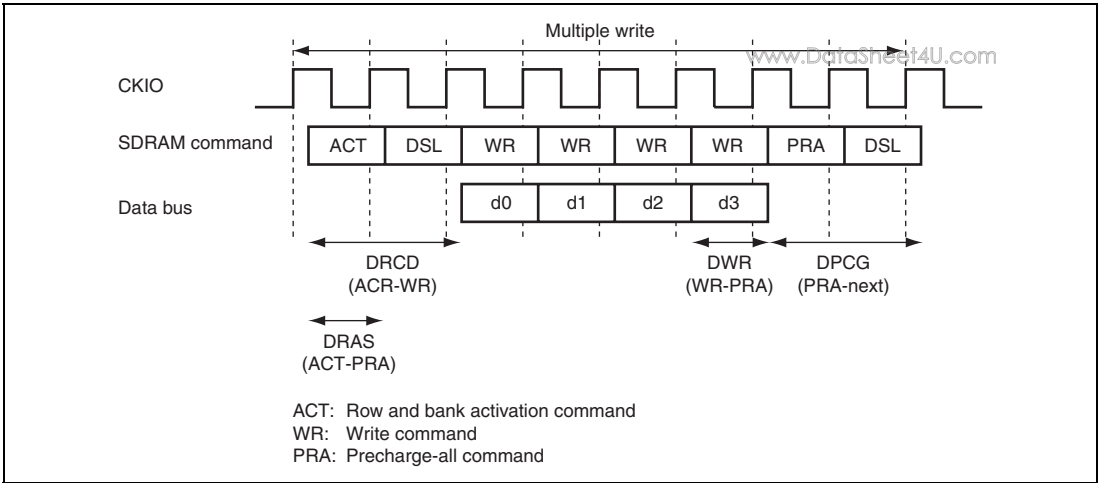 Multiple write
www.DataSheet4U.com
CKIO
SDRAM command
ACT DSL WR WR WR WR PRA DSL
Data bus
d0 d1 d2 d3
DRCD
(ACR-WR)
DWR
(WR-PRA)
DPCG
(PRA-next)
DRAS
(ACT-PRA)
ACT: Row and bank activation command
WR: Write command
PRA: Precharge-all command